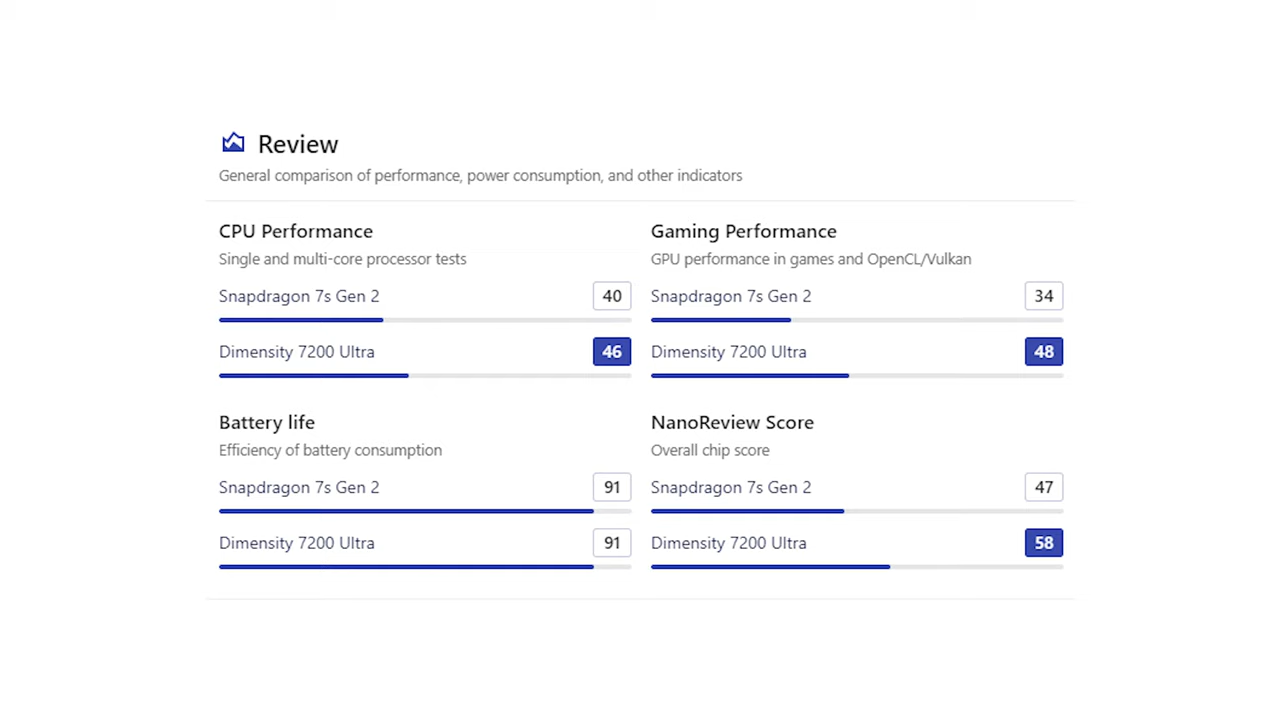 Review
General comparison of performance, power consumption, and other indicators
CPU Performance
Single and multi-core processor tests
Snapdragon 7s Gen 2 40
Dimensity 7200 Ultra 46
Gaming Performance
GPU performance in games and OpenCL/Vulkan
Snapdragon 7s Gen 2 34
Dimensity 7200 Ultra 48
Battery life
Efficiency of battery consumption
Snapdragon 7s Gen 2 91
Dimensity 7200 Ultra 91
NanoReview Score
Overall chip score
Snapdragon 7s Gen 2 47
Dimensity 7200 Ultra 58